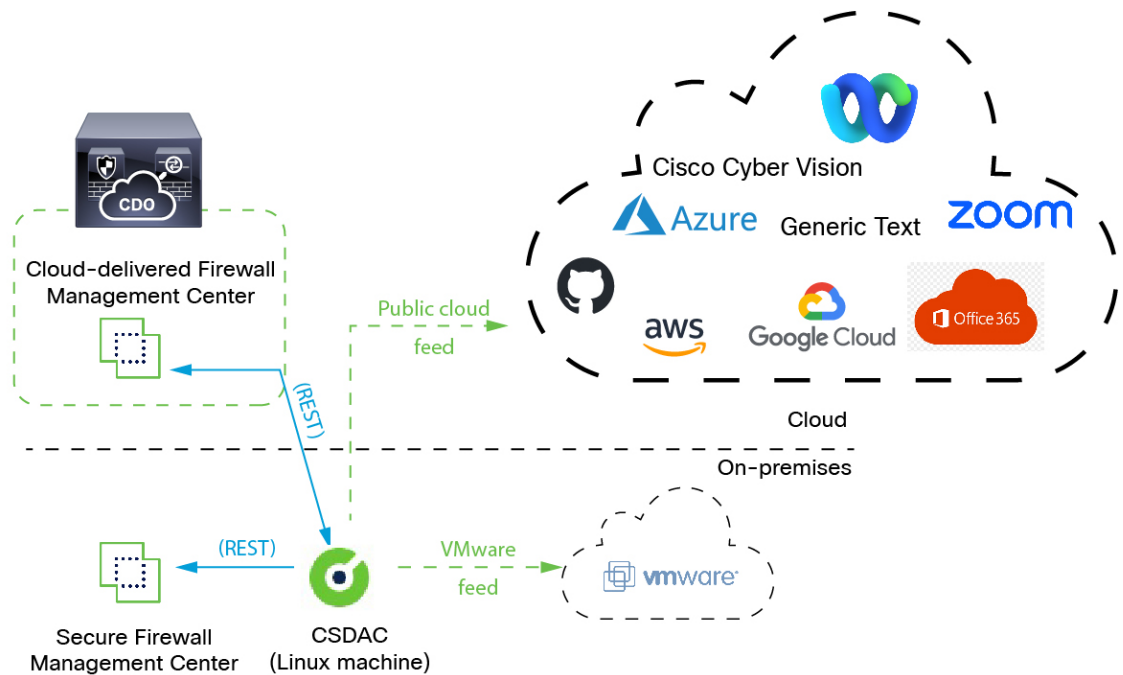 Cisco Cyber Vision
CDO
Azure
Generic Text
zoom
Cloud-delivered Firewall
Management Center
Public cloud
feed
aws
Google Cloud
Office 365
(REST)
Cloud
On-premises
(REST)
VMware
feed
vmware
Secure Firewall
Management Center
CSDAC
(Linux machine)